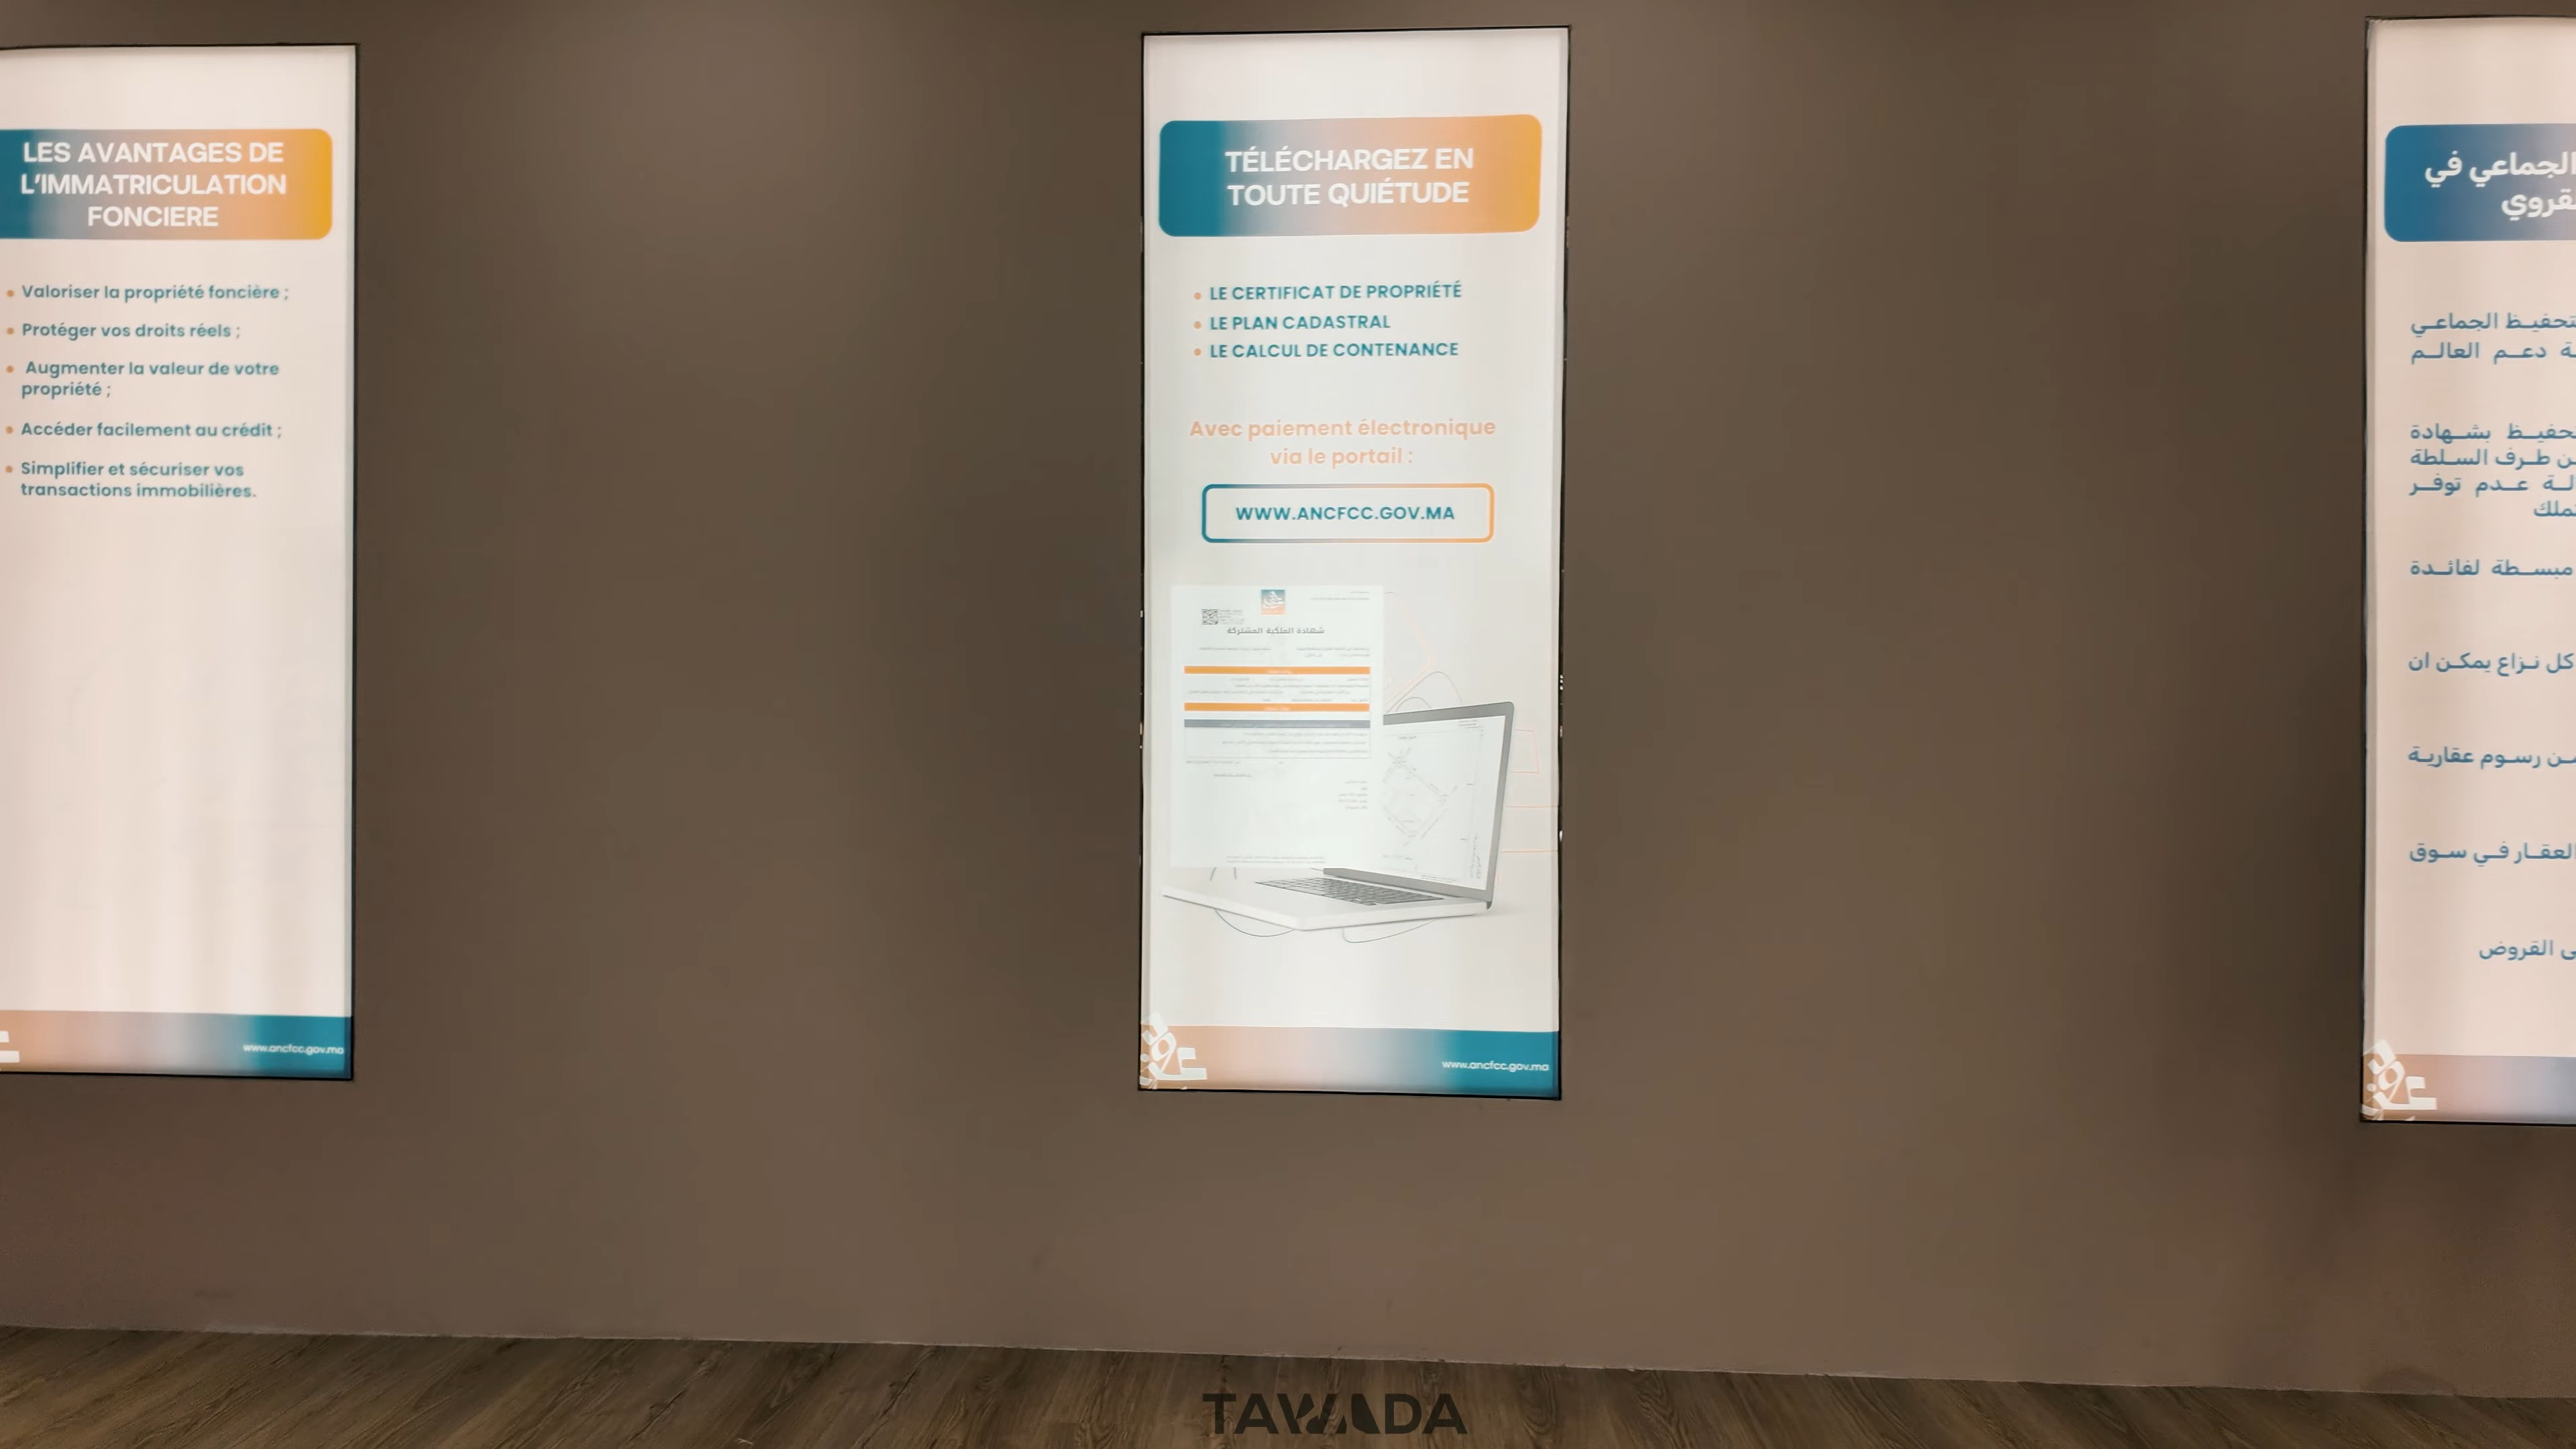 LES AVANTAGES DE
L'IMMATRICULATION
FONCIERE
• Valoriser la propriété foncière ;
• Protéger vos droits réels ;
• Augmenter la valeur de votre
propriété ;
• Accéder facilement au crédit ;
• Simplifier et sécuriser vos
transactions immobilières.
www.ancfcc.gov.ma
TÉLÉCHARGEZ EN
TOUTE QUIÉTUDE
• LE CERTIFICAT DE PROPRIÉTÉ
• LE PLAN CADASTRAL
• LE CALCUL DE CONTENANCE
Avec paiement électronique
via le portail :
WWW.ANCFCC.GOV.MA
شهادة الملكية المشتركة
www.ancfcc.gov.ma
الجماعي في
الجماعي
دعم العالم
بشهادة
طرف السلطة
عدم توفر
مبسطة لفائدة
كل نزاع يمكن ان
رسوم عقارية
العقار في سوق
القروض
TAWADA